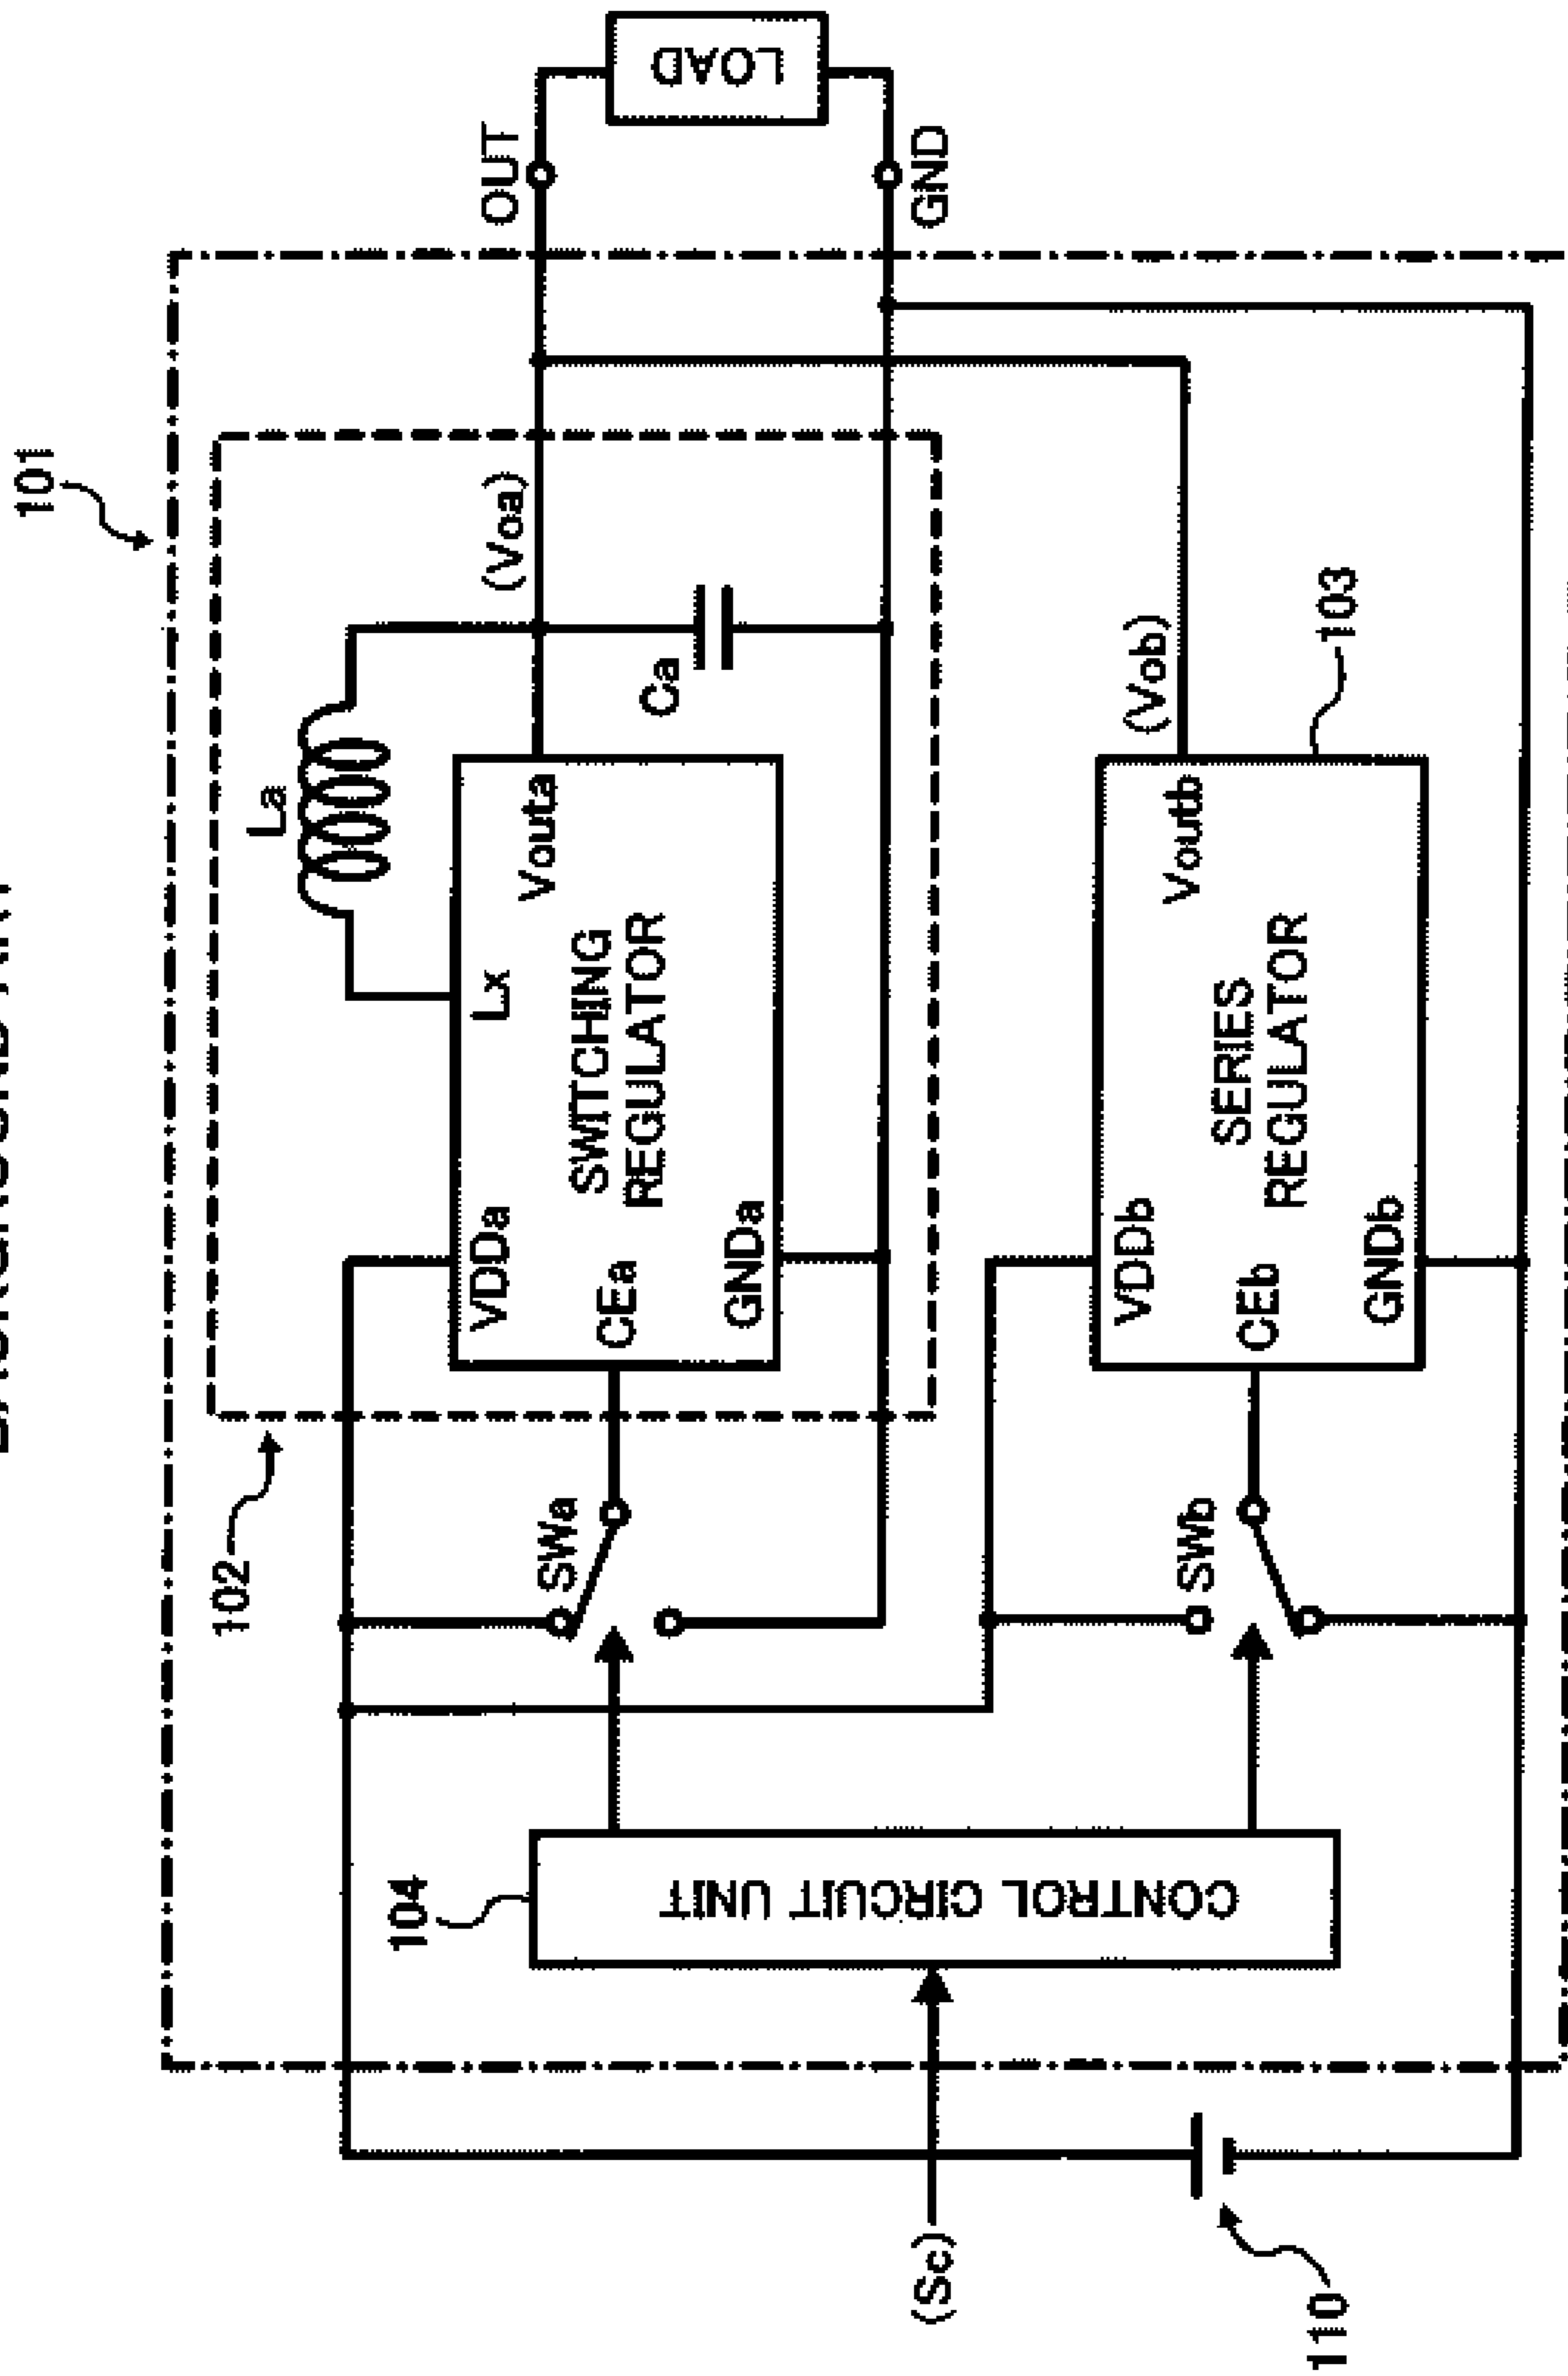 101
102
La
Lx
VDDa
CEa
GNDa
SWITCHING
REGULATOR
Vouta
(Voa)
Ca
OUT
GND
LOAD
SWa
104
CONTROL CIRCUIT UNIT
(Sc)
110
SWb
VDDb
CEb
GNDb
SERIES
REGULATOR
Voutb
(Vob)
103